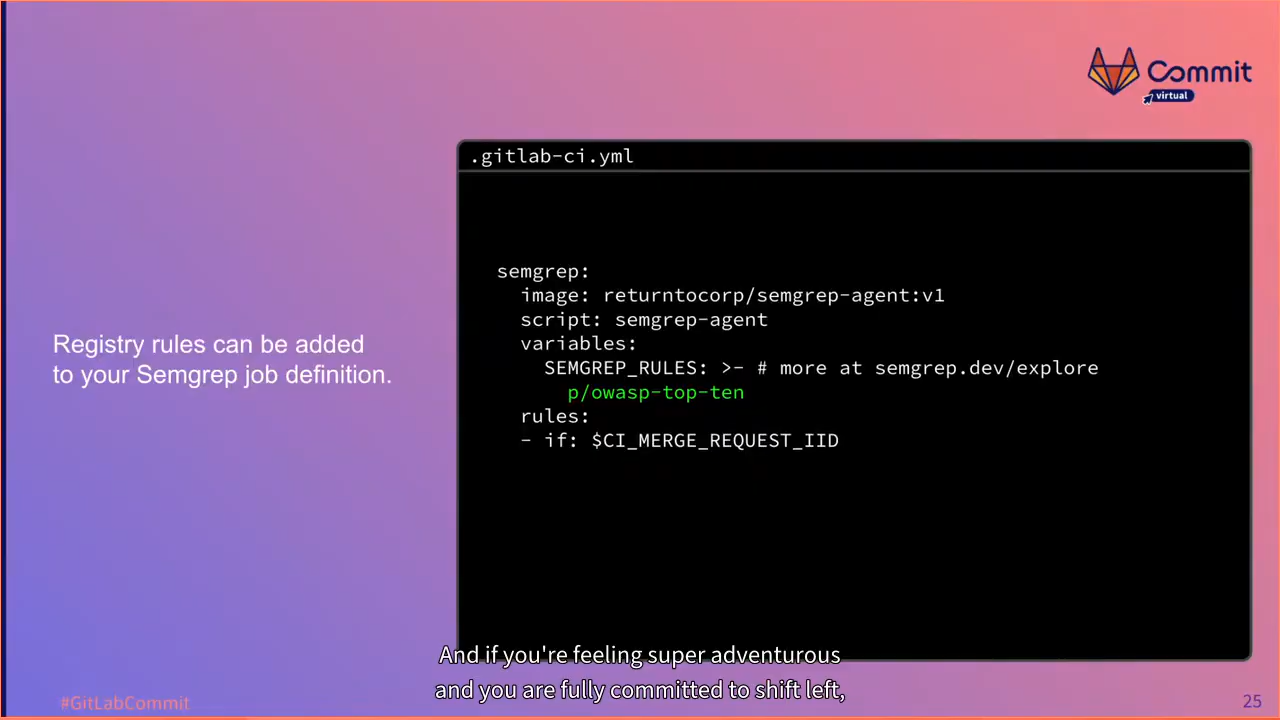 Commit
virtual
.gitlab-ci.yml
Registry rules can be added
to your Semgrep job definition.
semgrep:
  image: returntocorp/semgrep-agent:v1
  script: semgrep-agent
  variables:
    SEMGREP_RULES: >- # more at semgrep.dev/explore
      p/owasp-top-ten
  rules:
  - if: $CI_MERGE_REQUEST_IID
And if you're feeling super adventurous
and you are fully committed to shift left,
#GitLabCommit
25